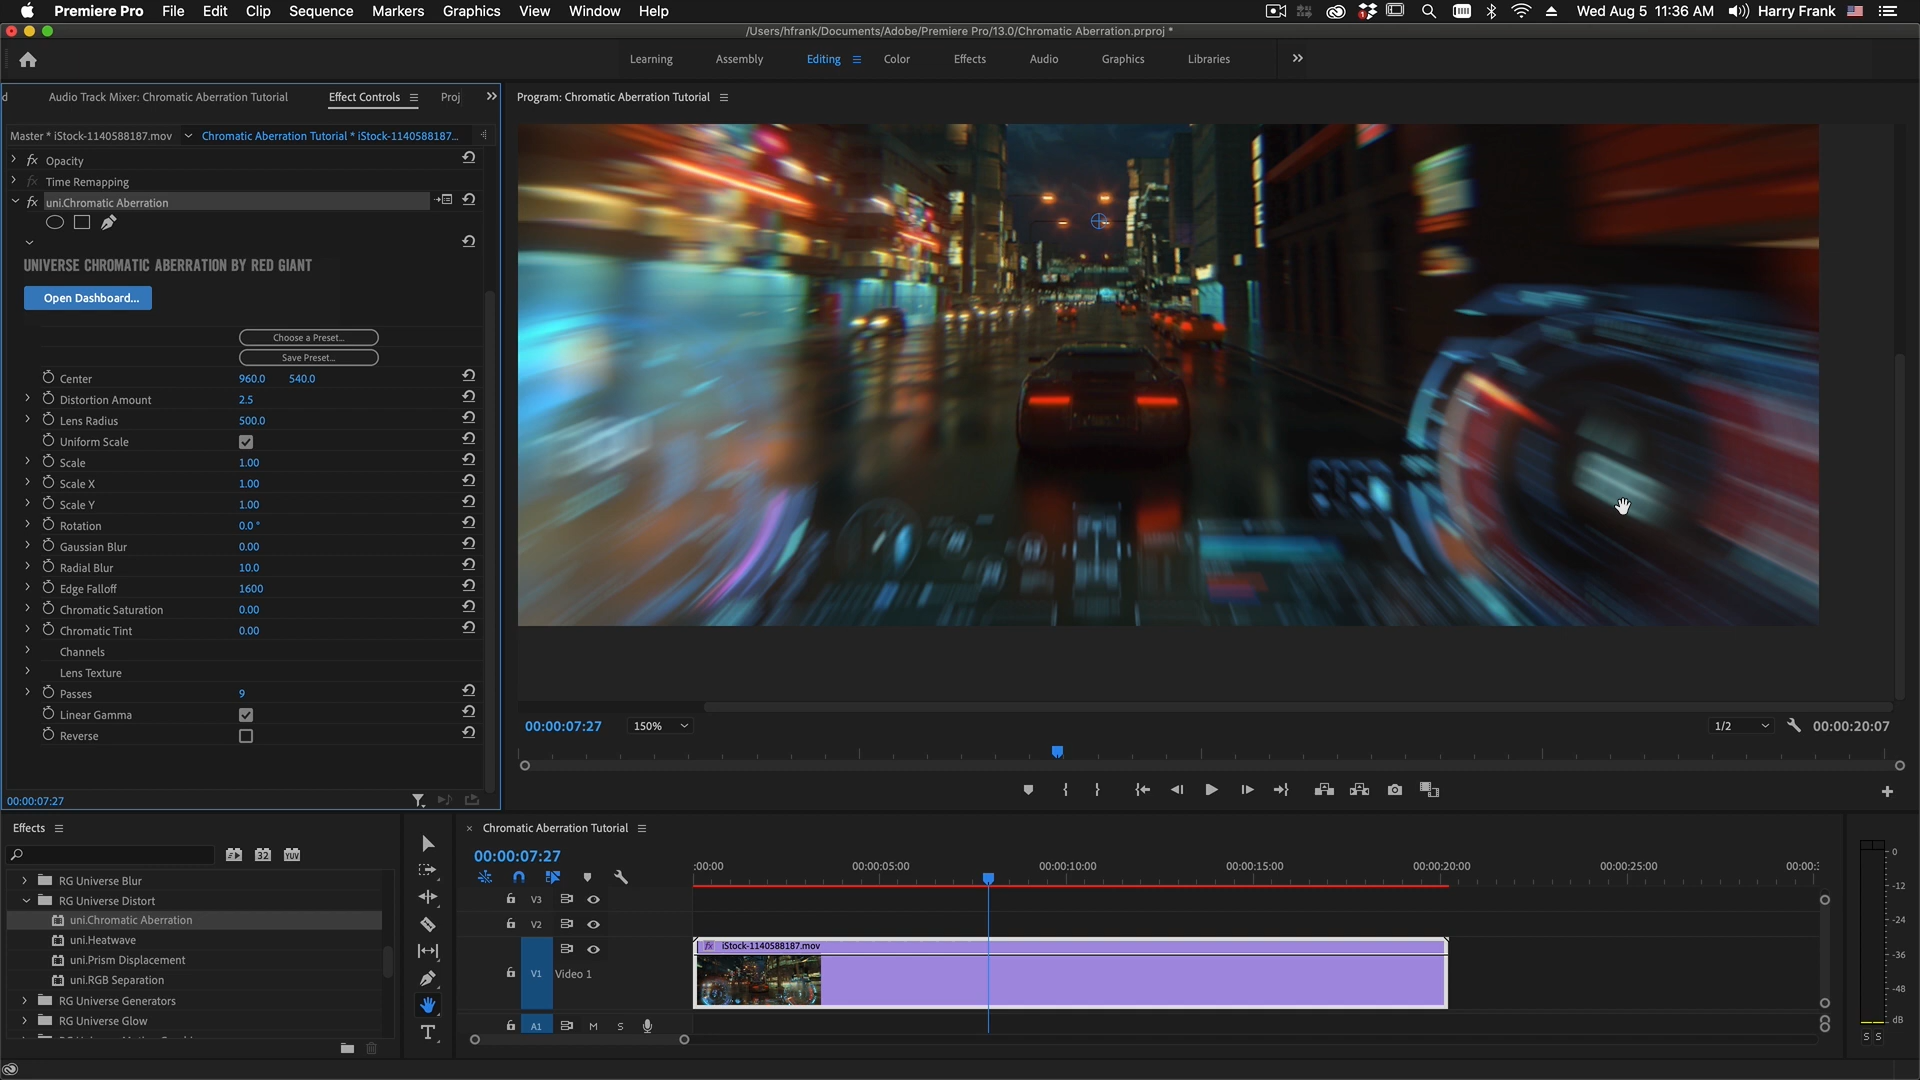 Premiere Pro File Edit Clip Sequence Markers Graphics View Window Help Wed Aug 5 11:36 AM Harry Frank
/Users/hfrank/Documents/Adobe/Premiere Pro/13.0/Chromatic Aberration.prproj *
Learning Assembly Editing Color Effects Audio Graphics Libraries
d Audio Track Mixer: Chromatic Aberration Tutorial Effect Controls Proj
Program: Chromatic Aberration Tutorial
Master * iStock-1140588187.mov Chromatic Aberration Tutorial * iStock-1140588187...
fx Opacity
fx Time Remapping
fx uni.Chromatic Aberration
UNIVERSE CHROMATIC ABERRATION BY RED GIANT
Open Dashboard...
Choose a Preset...
Save Preset...
Center 960.0 540.0
Distortion Amount 2.5
Lens Radius 500.0
Uniform Scale
Scale 1.00
Scale X 1.00
Scale Y 1.00
Rotation 0.0 °
Gaussian Blur 0.00
Radial Blur 10.0
Edge Falloff 1600
Chromatic Saturation 0.00
Chromatic Tint 0.00
Channels
Lens Texture
Passes 9
Linear Gamma
Reverse
00:00:07:27
00:00:07:27 150% 1/2 00:00:20:07
Effects
32 YUV
RG Universe Blur
RG Universe Distort
uni.Chromatic Aberration
uni.Heatwave
uni.Prism Displacement
uni.RGB Separation
RG Universe Generators
RG Universe Glow
Chromatic Aberration Tutorial
00:00:07:27
:00:00 00:00:05:00 00:00:10:00 00:00:15:00 00:00:20:00 00:00:25:00 00:00:3
V3
V2
fx iStock-1140588187.mov
V1 Video 1
A1 M S
0
-12
-24
-36
-48
dB
S S